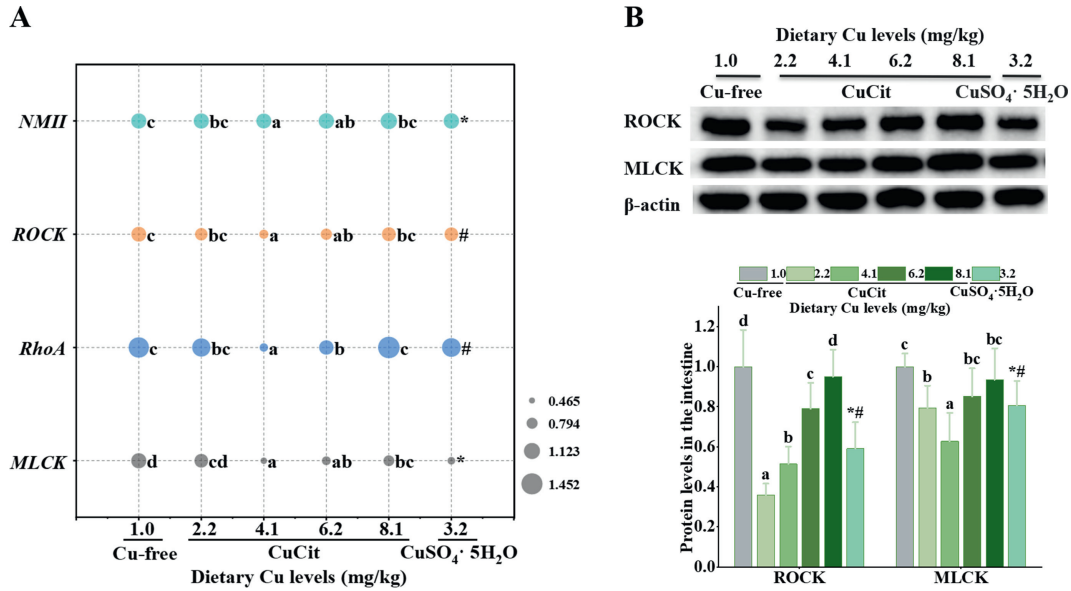 A
NMII c bc a ab bc *
ROCK c bc a ab bc #
RhoA c bc a b c #
MLCK d cd a ab bc *
0.465
0.794
1.123
1.452
1.0 2.2 4.1 6.2 8.1 3.2
Cu-free CuCit CuSO₄· 5H₂O
Dietary Cu levels (mg/kg)
B
Dietary Cu levels (mg/kg)
1.0 2.2 4.1 6.2 8.1 3.2
Cu-free CuCit CuSO₄· 5H₂O
ROCK
MLCK
β-actin
1.0 2.2 4.1 6.2 8.1 3.2
Cu-free CuCit CuSO₄·5H₂O
Dietary Cu levels (mg/kg)
Protein levels in the intestine
1.2
1.0
0.8
0.6
0.4
0.2
0.0
d a b c d *#
c b a bc bc *#
ROCK MLCK